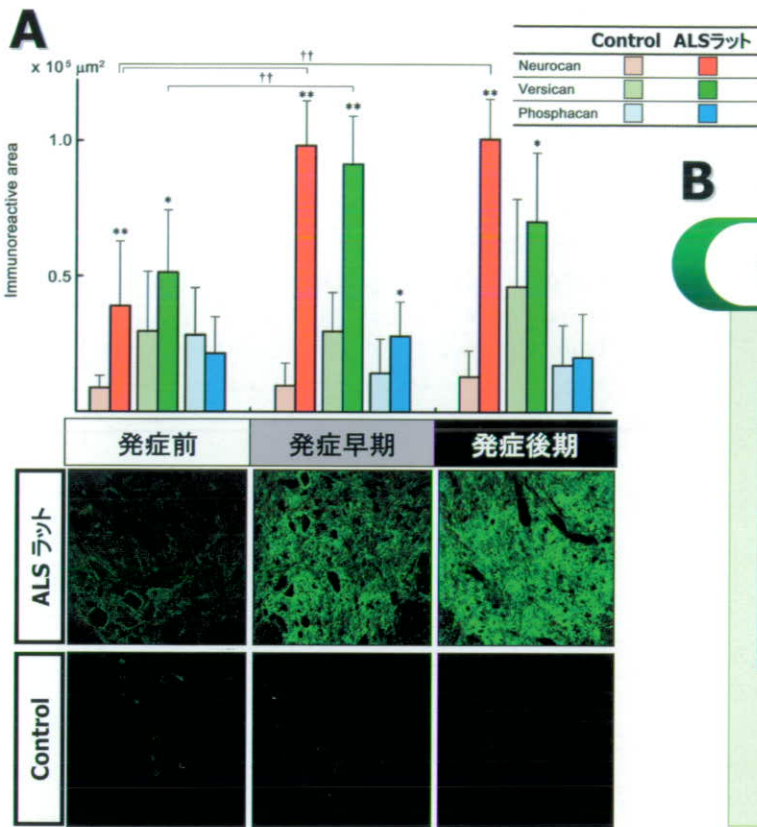 A
x 10⁵ μm²
Immunoreactive area
1.0
0.5
††
††
**
*
**
**
*
**
*
Control ALSラット
Neurocan
Versican
Phosphacan
B
発症前
発症早期
発症後期
ALS ラット
Control